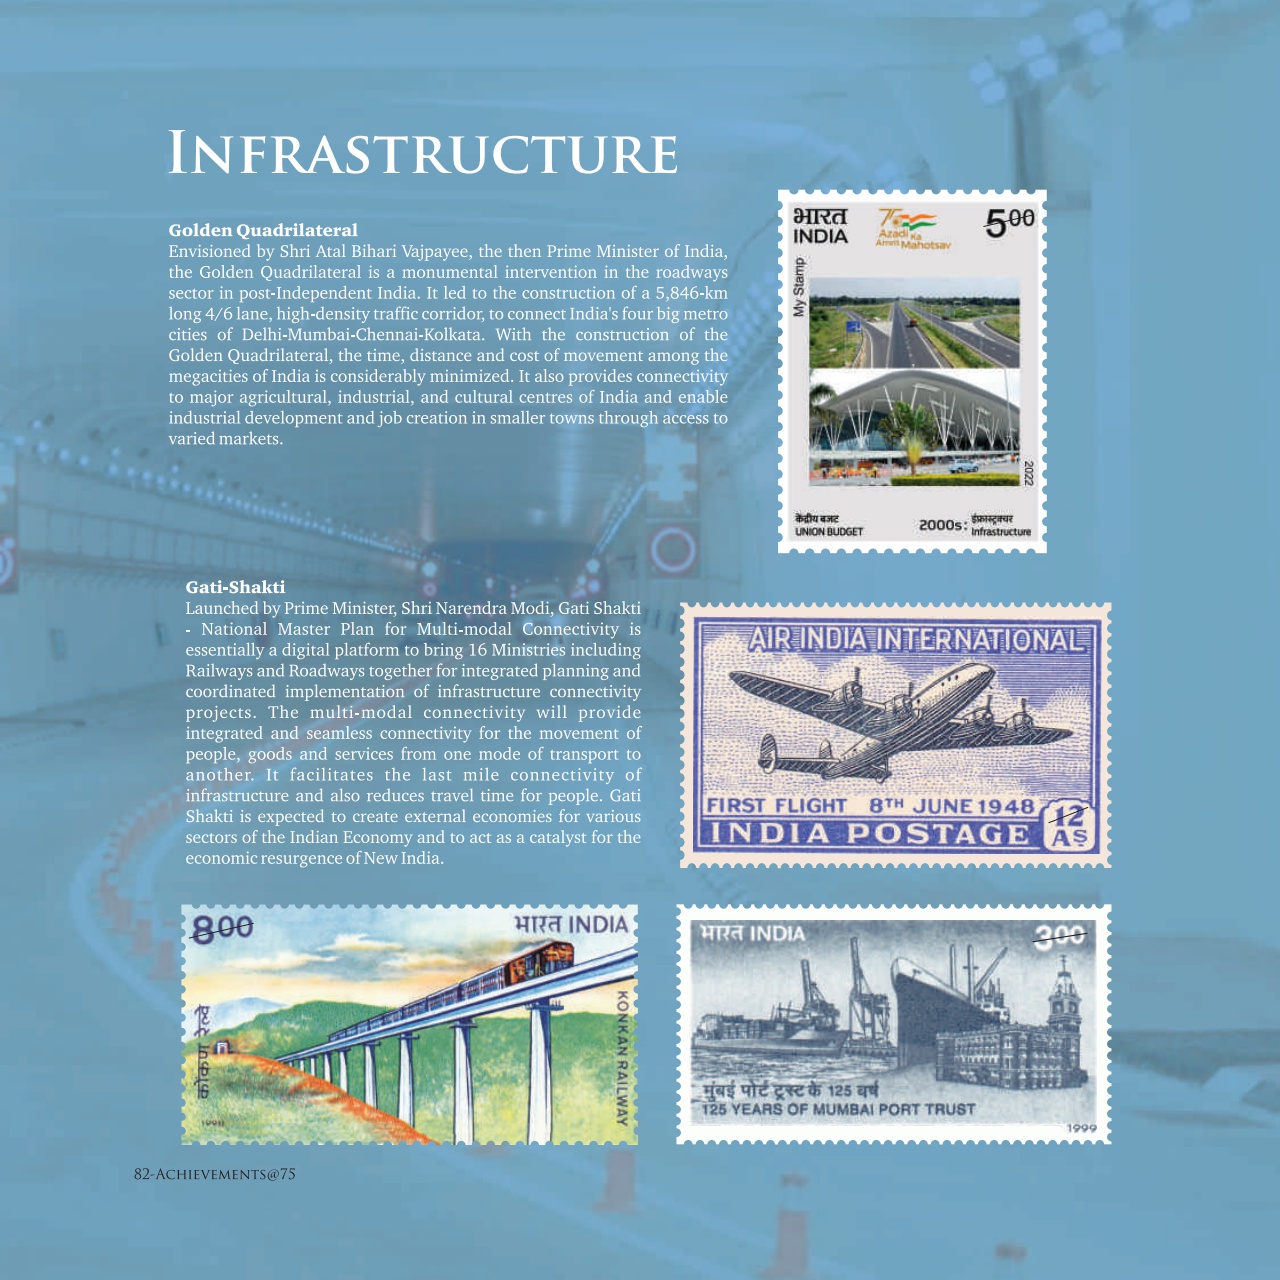 INFRASTRUCTURE
Golden Quadrilateral
Envisioned by Shri Atal Bihari Vajpayee, the then Prime Minister of India,
the Golden Quadrilateral is a monumental intervention in the roadways
sector in post-Independent India. It led to the construction of a 5,846-km
long 4/6 lane, high-density traffic corridor, to connect India's four big metro
cities of Delhi-Mumbai-Chennai-Kolkata. With the construction of the
Golden Quadrilateral, the time, distance and cost of movement among the
megacities of India is considerably minimized. It also provides connectivity
to major agricultural, industrial, and cultural centres of India and enable
industrial development and job creation in smaller towns through access to
varied markets.
भारत
INDIA
75
Azadi Ka
Amrit Mahotsav
500
My Stamp
2022
केंद्रीय बजट
UNION BUDGET
2000s: इंफ्रास्ट्रक्चर
Infrastructure
Gati-Shakti
Launched by Prime Minister, Shri Narendra Modi, Gati Shakti
- National Master Plan for Multi-modal Connectivity is
essentially a digital platform to bring 16 Ministries including
Railways and Roadways together for integrated planning and
coordinated implementation of infrastructure connectivity
projects. The multi-modal connectivity will provide
integrated and seamless connectivity for the movement of
people, goods and services from one mode of transport to
another. It facilitates the last mile connectivity of
infrastructure and also reduces travel time for people. Gati
Shakti is expected to create external economies for various
sectors of the Indian Economy and to act as a catalyst for the
economic resurgence of New India.
AIR INDIA INTERNATIONAL
FIRST FLIGHT 8TH JUNE 1948
INDIA POSTAGE
12
AS
800
भारत INDIA
कोंकण रेल्वे
KONKAN RAILWAY
1998
भारत INDIA
300
मुंबई पोर्ट ट्रस्ट के 125 वर्ष
125 YEARS OF MUMBAI PORT TRUST
1999
82-ACHIEVEMENTS@75